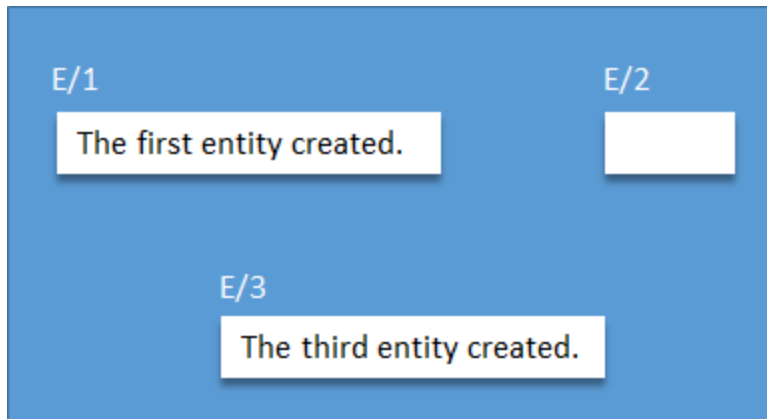 E/1
E/2
The first entity created.
E/3
The third entity created.